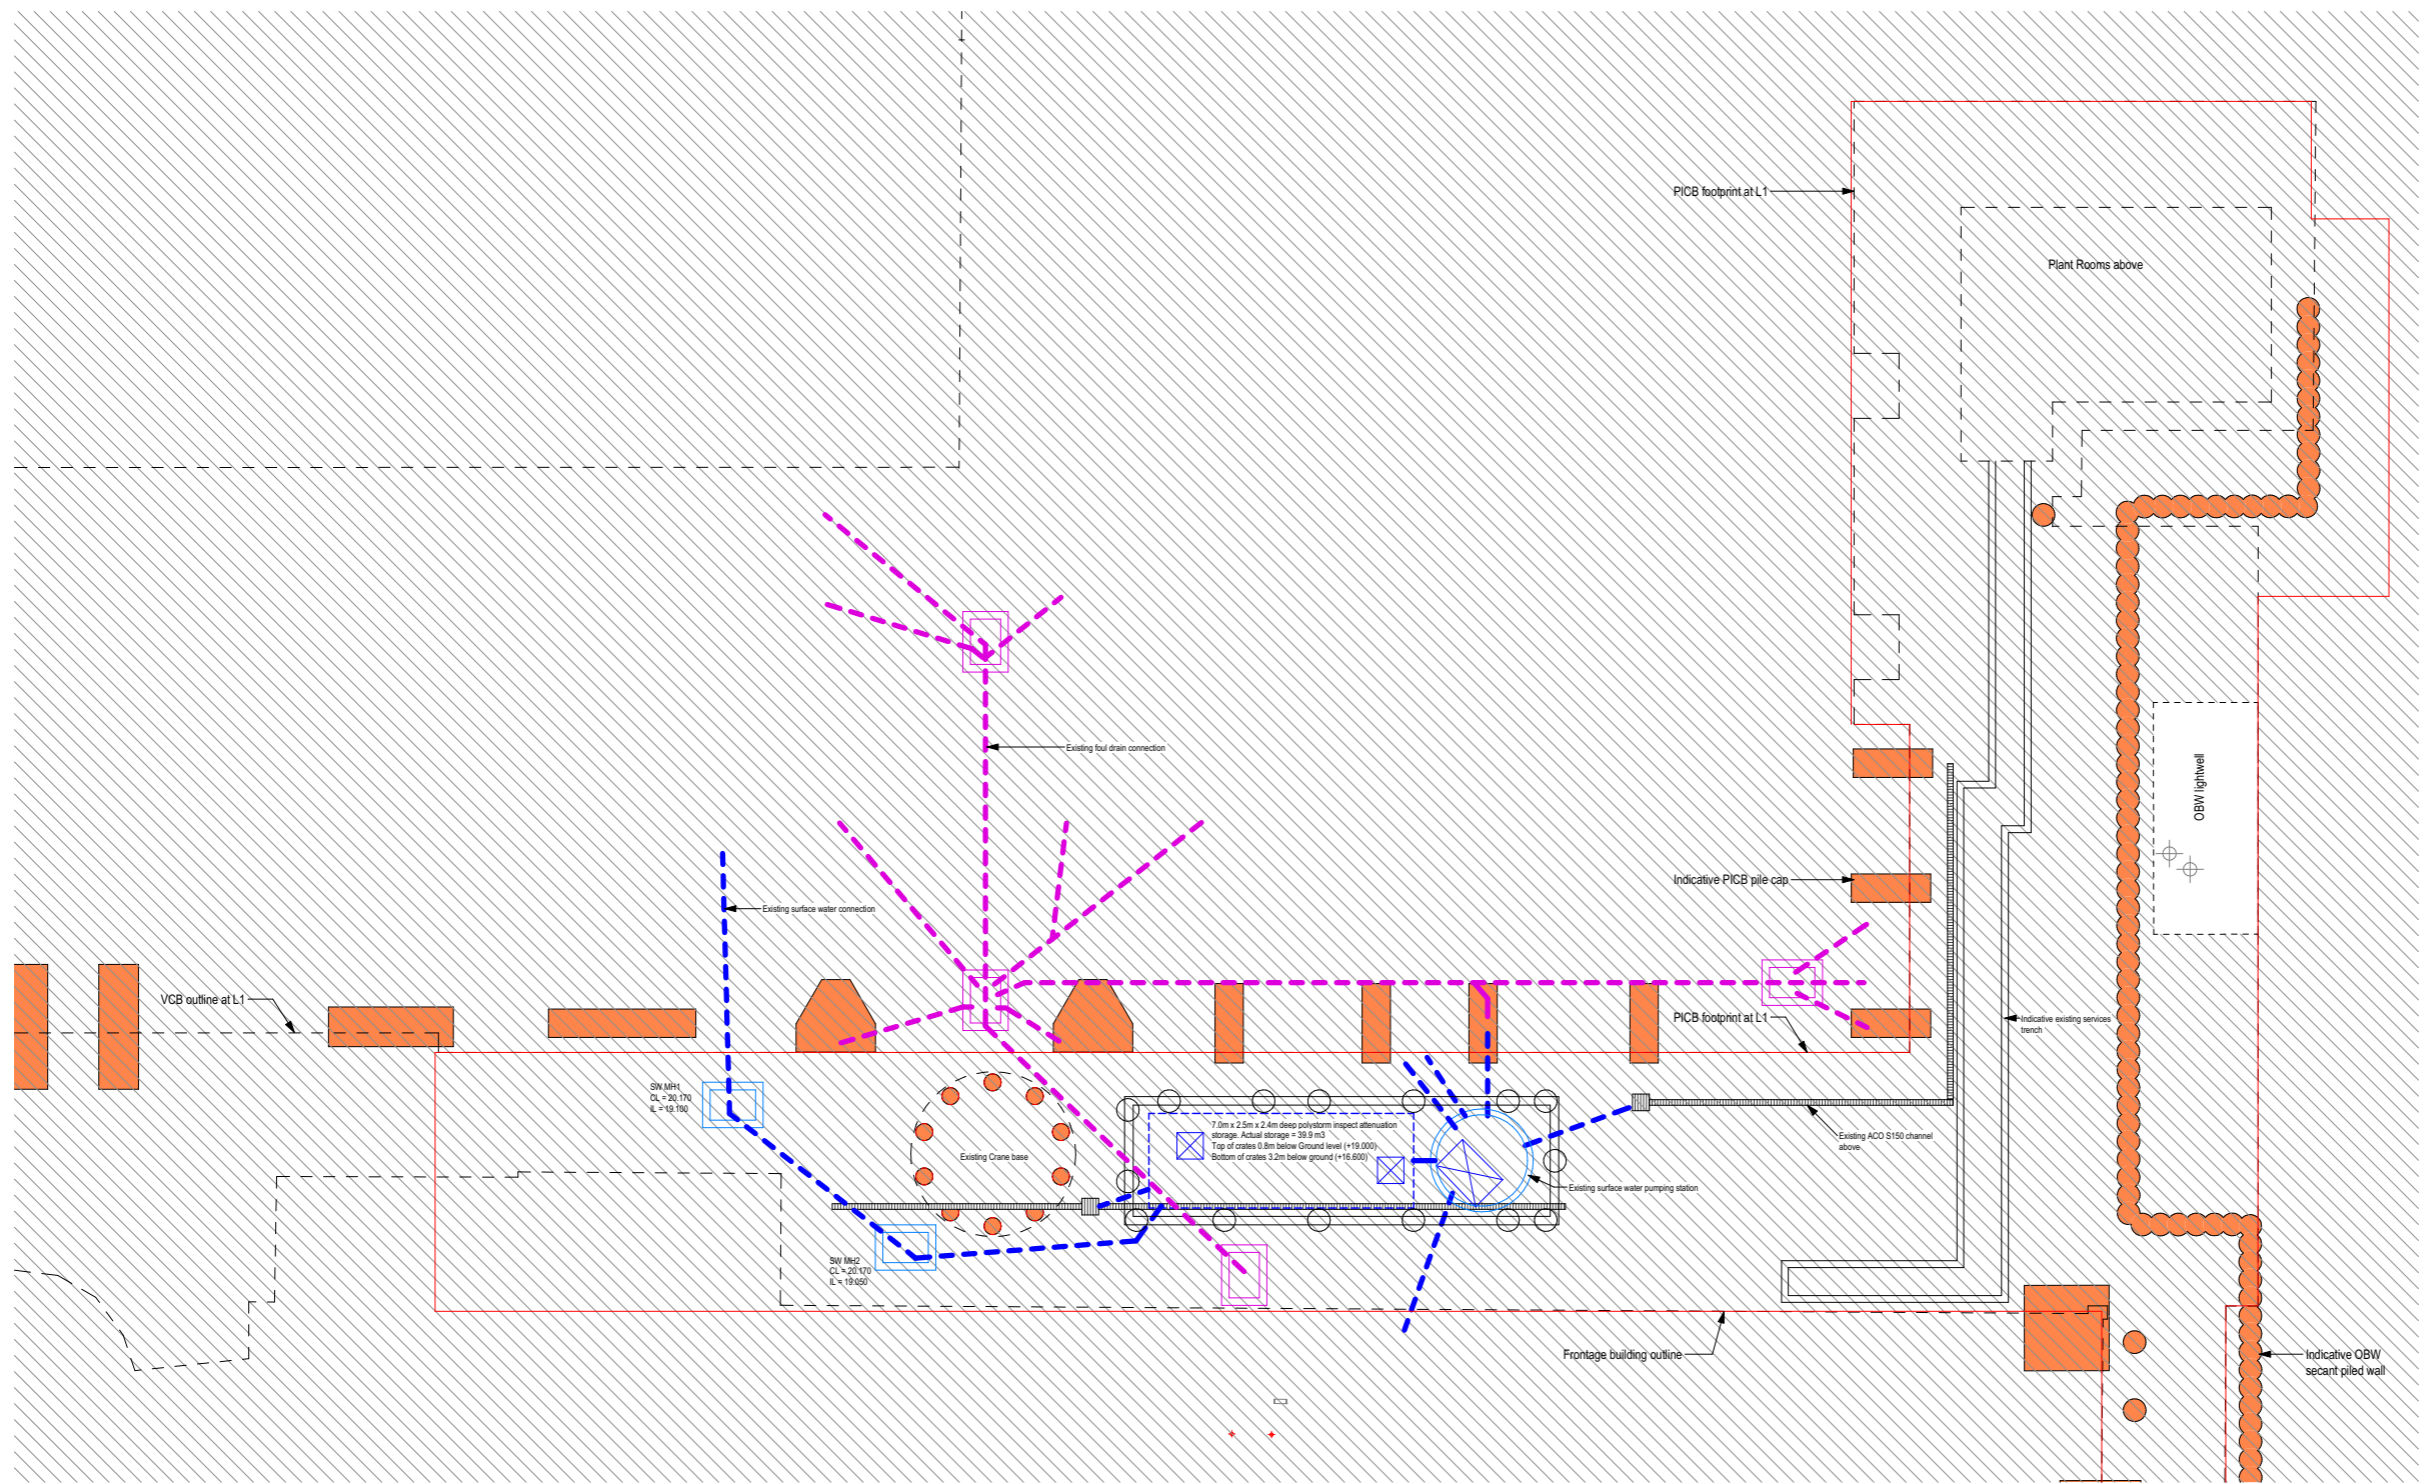 PICB footprint at L1
Plant Rooms above
Existing foul drain connection
OBW lightwell
Indicative PICB pile cap
Existing surface water connection
VCB outline at L1
PICB footprint at L1
Indicative existing services
trench
SW MH1
CL = 20.170
IL = 19.100
7.0m x 2.5m x 2.4m deep polystorm inspect attenuation
storage. Actual storage = 39.9 m3
Top of crates 0.8m below Ground level (+19.000)
Bottom of crates 3.2m below ground (+16.600)
Existing ACO S150 channel
above
Existing Crane base
Existing surface water pumping station
SW MH2
CL = 20.170
IL = 19.050
Frontage building outline
Indicative OBW
secant piled wall